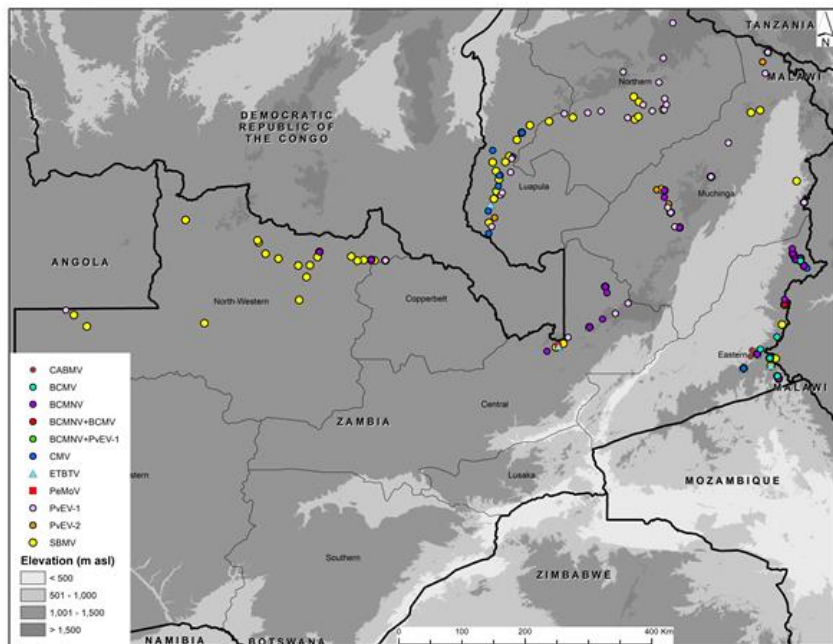 TANZANIA
N
MALAWI
Northern
DEMOCRATIC
REPUBLIC OF
THE CONGO
Muchinga
Luapula
ANGOLA
North-Western
Copperbelt
Eastern
MALAWI
Central
ZAMBIA
Lusaka
MOZAMBIQUE
Southern
ZIMBABWE
NAMIBIA
BOTSWANA
estern
CABMV
BCMV
BCMNV
BCMNV+BCMV
BCMNV+PvEV-1
CMV
ETBTV
PeMoV
PvEV-1
PvEV-2
SBMV
Elevation (m asl)
< 500
501 - 1,000
1,001 - 1,500
> 1,500
0 100 200 400 Km